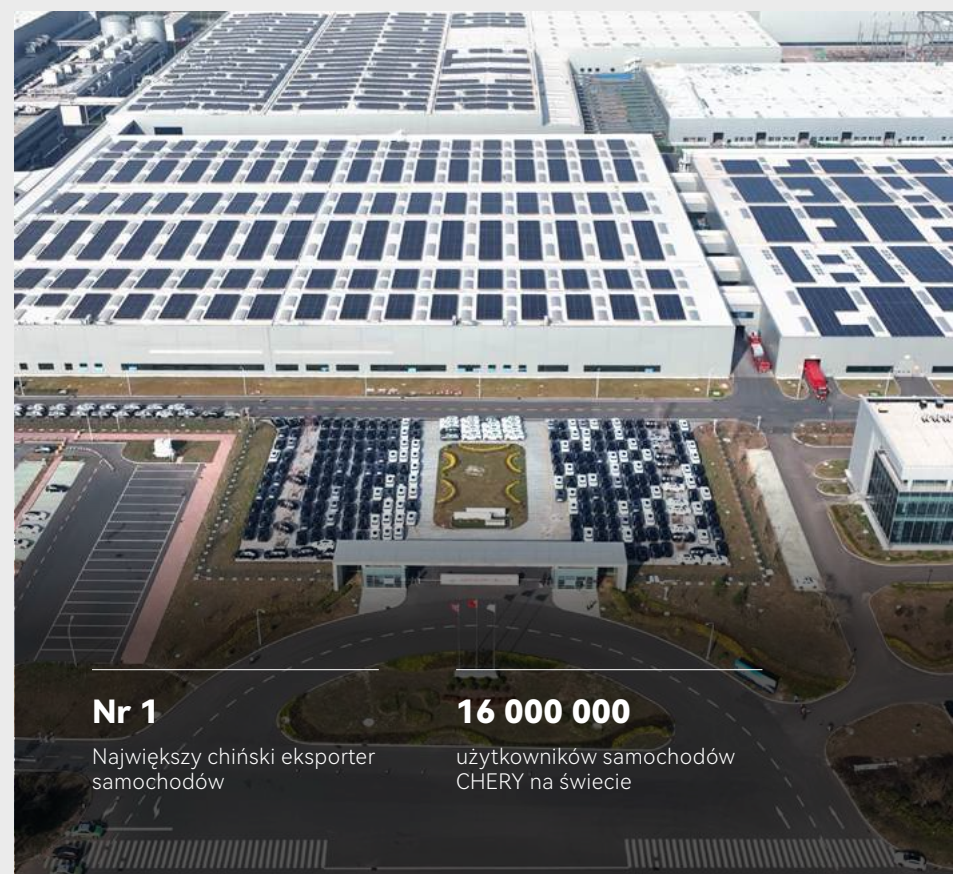 Nr 1
Największy chiński eksporter
samochodów
16 000 000
użytkowników samochodów
CHERY na świecie